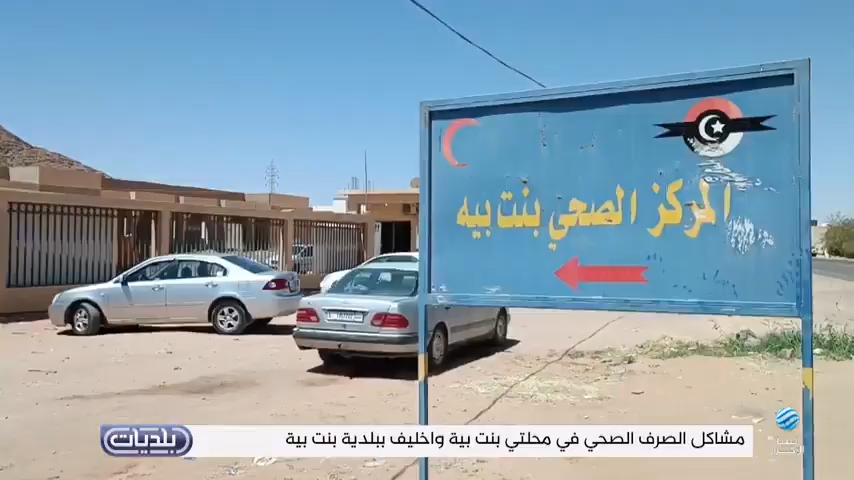 المركز الصحي بنت بيه
مشاكل الصرف الصحي في محلتي بنت بية واخليف ببلدية بنت بية
بلديات